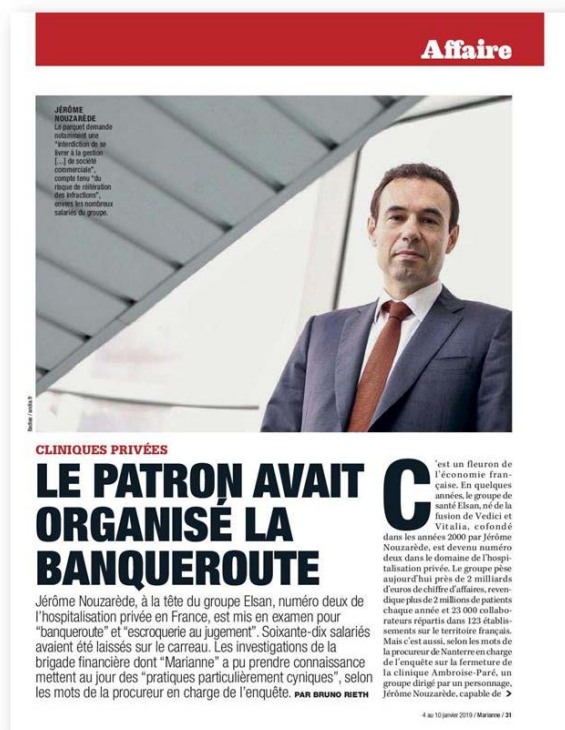 Affaire
JÉRÔME
NOUZARÈDE
Le parquet demande
notamment une
"interdiction de se
livrer à la gestion
[…] de société
commerciale",
compte tenu "du
risque de réitération
des infractions",
envers les nombreux
salariés du groupe.
CLINIQUES PRIVÉES
LE PATRON AVAIT
ORGANISÉ LA
BANQUEROUTE
Jérôme Nouzarède, à la tête du groupe Elsan, numéro deux de
l'hospitalisation privée en France, est mis en examen pour
"banqueroute" et "escroquerie au jugement". Soixante-dix salariés
avaient été laissés sur le carreau. Les investigations de la
brigade financière dont "Marianne" a pu prendre connaissance
mettent au jour des "pratiques particulièrement cyniques", selon
les mots de la procureur en charge de l'enquête. PAR BRUNO RIETH
C'est un fleuron de
l'économie fran-
çaise. En quelques
années, le groupe de
santé Elsan, né de la
fusion de Vedici et
Vitalia, cofondé
dans les années 2000 par Jérôme
Nouzarède, est devenu numéro
deux dans le domaine de l'hospi-
talisation privée. Le groupe pèse
aujourd'hui près de 2 milliards
d'euros de chiffre d'affaires, reven-
dique plus de 2 millions de patients
chaque année et 23 000 collabo-
rateurs répartis dans 123 établis-
sements sur le territoire français.
Mais c'est aussi, selon les mots de
la procureur de Nanterre en charge
de l'enquête sur la fermeture de
la clinique Ambroise-Paré, un
groupe dirigé par un personnage,
Jérôme Nouzarède, capable de >
4 au 10 janvier 2019 / Marianne / 31